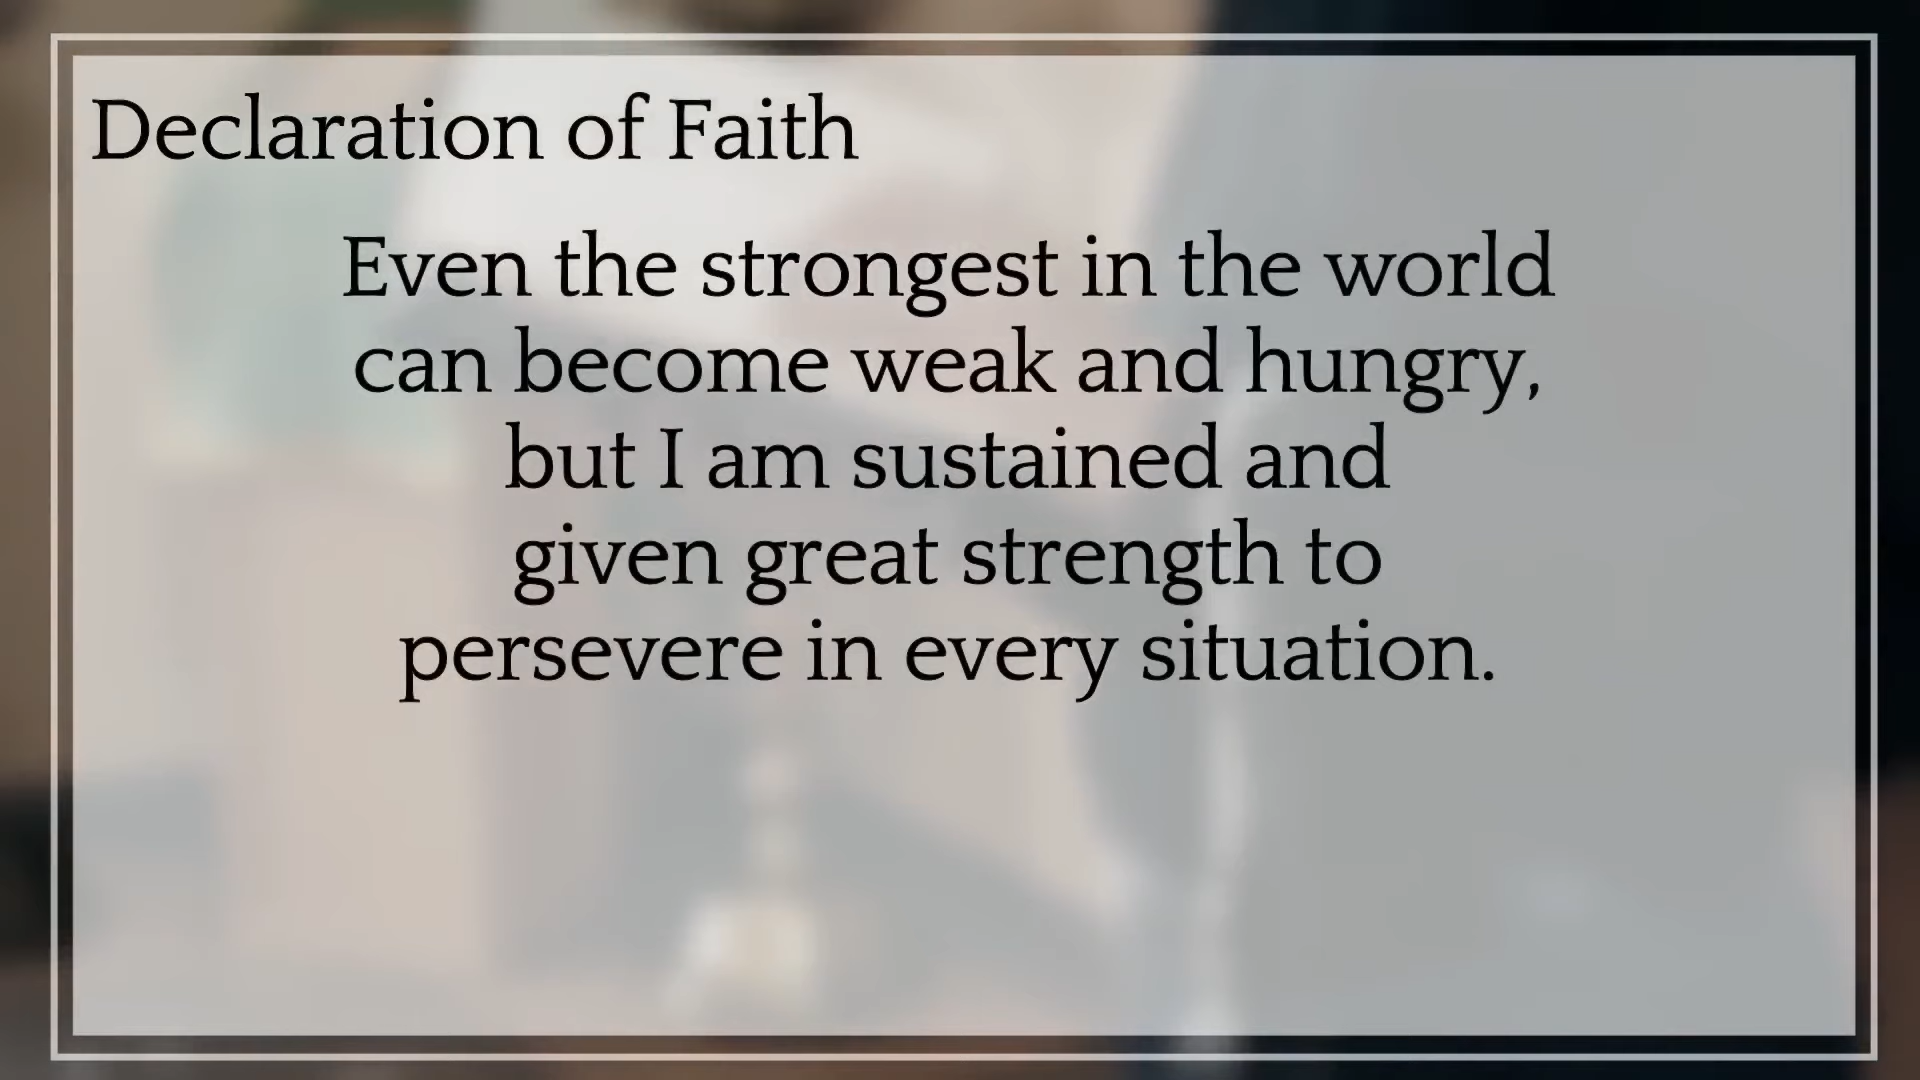 Declaration of Faith
Even the strongest in the world
can become weak and hungry,
but I am sustained and
given great strength to
persevere in every situation.